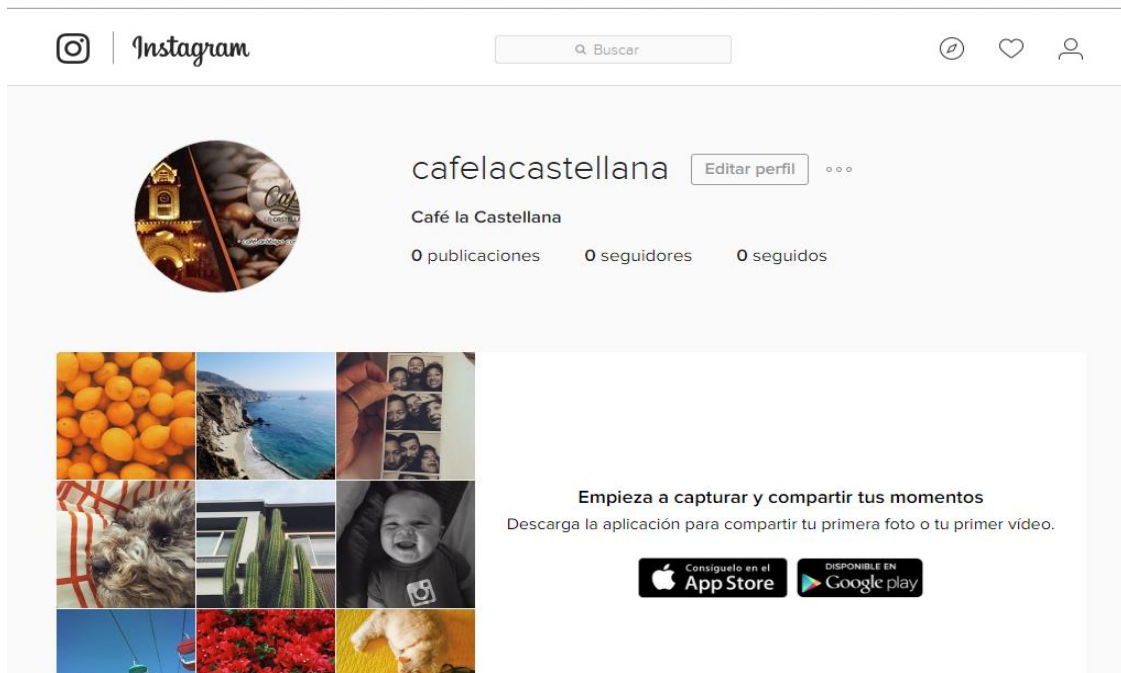 Instagram
Buscar
cafelacastellana Editar perfil
Café la Castellana
0 publicaciones 0 seguidores 0 seguidos
Empieza a capturar y compartir tus momentos
Descarga la aplicación para compartir tu primera foto o tu primer vídeo.
Consíguelo en el
App Store
DISPONIBLE EN
Google play